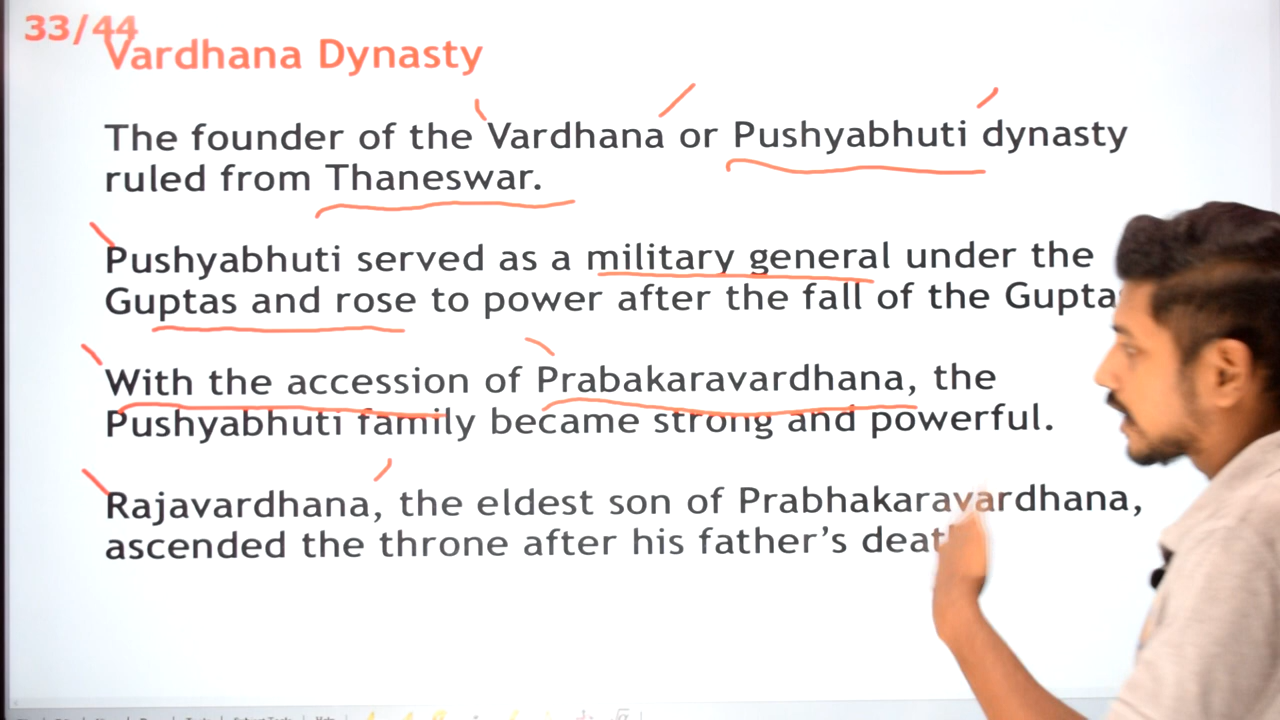 33/44
Vardhana Dynasty
The founder of the Vardhana or Pushyabhuti dynasty
ruled from Thaneswar.
Pushyabhuti served as a military general under the
Guptas and rose to power after the fall of the Gupta
With the accession of Prabakaravardhana, the
Pushyabhuti family became strong and powerful.
Rajavardhana, the eldest son of Prabhakaravardhana,
ascended the throne after his father's